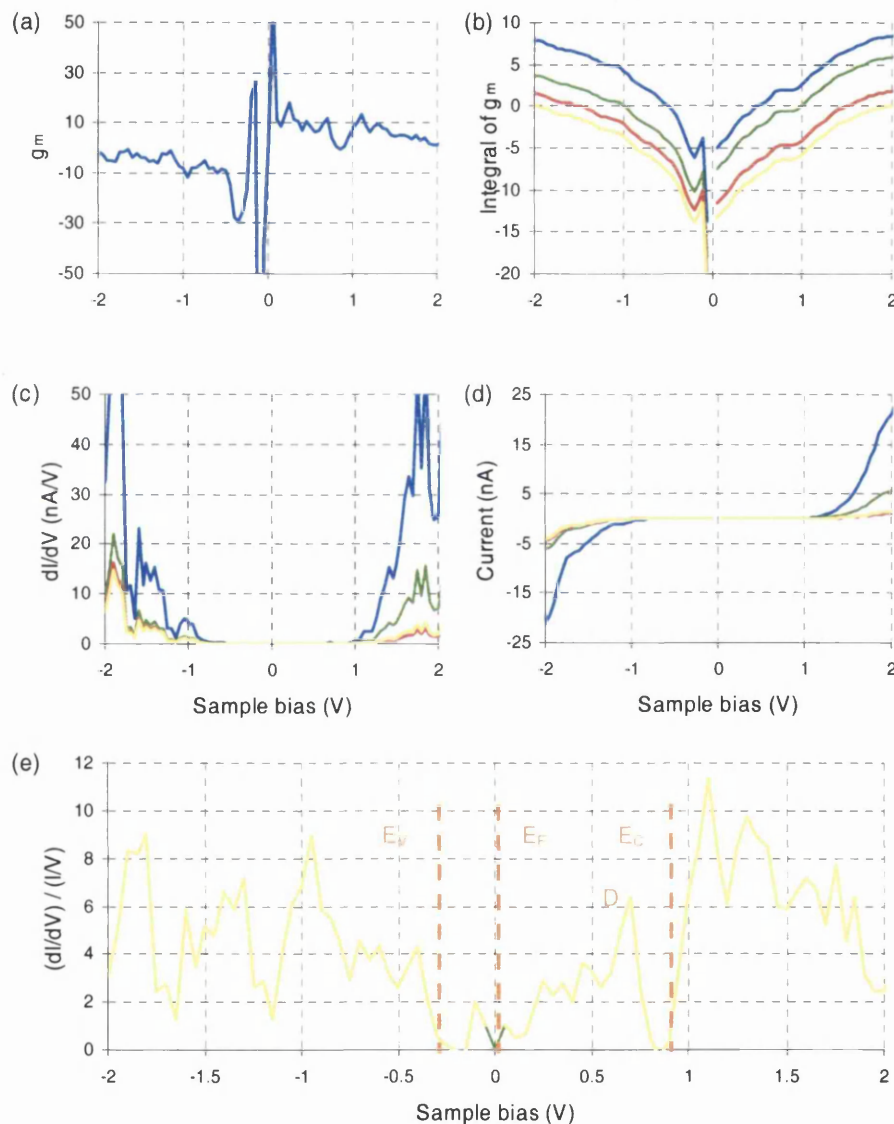 (a)
50
30
10
-10
-30
-50
gm
-2 -1 0 1 2
(b)
10
5
0
-5
-10
-15
-20
Integral of gm
-2 -1 0 1 2
(c)
50
40
30
20
10
0
dI/dV (nA/V)
-2 -1 0 1 2
Sample bias (V)
(d)
25
15
5
-5
-15
-25
Current (nA)
-2 -1 0 1 2
Sample bias (V)
(e)
12
10
8
6
4
2
0
(dI/dV) / (I/V)
EV EF EC
D
-2 -1.5 -1 -0.5 0 0.5 1 1.5 2
Sample bias (V)